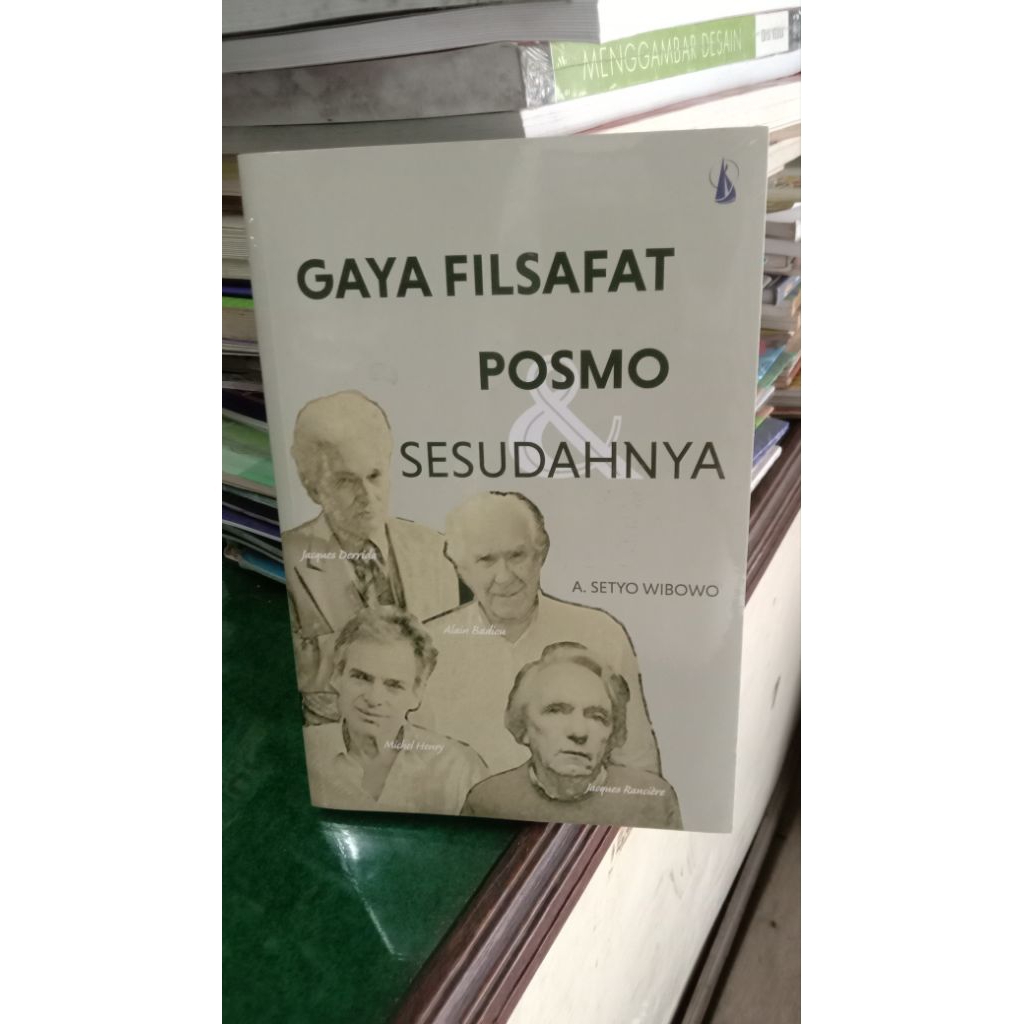 MENGGAMBAR DESAIN
GAYA FILSAFAT
POSMO
&
SESUDAHNYA
Jacques Derrida
A. SETYO WIBOWO
Alain Badiou
Michel Henry
Jacques Rancière